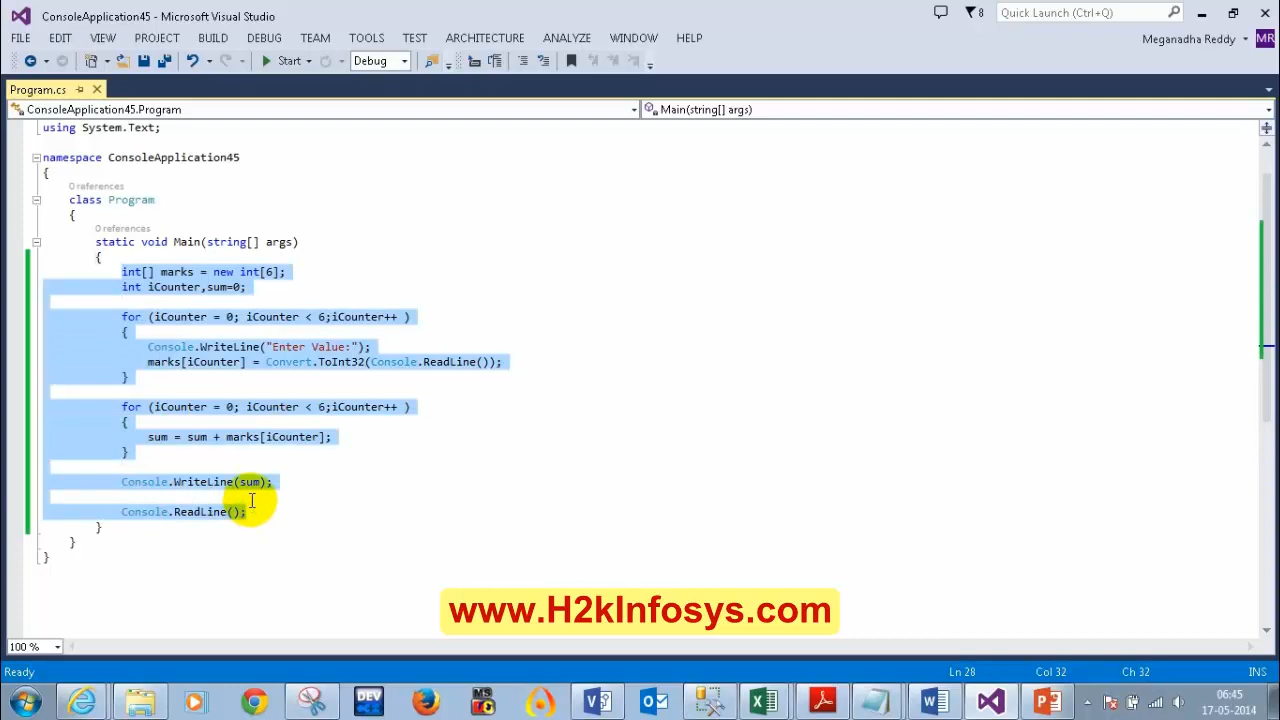 ConsoleApplication45 - Microsoft Visual Studio
8
Quick Launch (Ctrl+Q)
FILE EDIT VIEW PROJECT BUILD DEBUG TEAM TOOLS TEST ARCHITECTURE ANALYZE WINDOW HELP
Meganadha Reddy
MR
Start
Debug
Program.cs
ConsoleApplication45.Program
Main(string[] args)
using System.Text;
namespace ConsoleApplication45
{
0 references
class Program
{
0 references
static void Main(string[] args)
{
int[] marks = new int[6];
int iCounter,sum=0;
for (iCounter = 0; iCounter < 6;iCounter++ )
{
Console.WriteLine("Enter Value:");
marks[iCounter] = Convert.ToInt32(Console.ReadLine());
}
for (iCounter = 0; iCounter < 6;iCounter++ )
{
sum = sum + marks[iCounter];
}
Console.WriteLine(sum);
Console.ReadLine();
}
}
}
www.H2kInfosys.com
100 %
Ready
Ln 28
Col 32
Ch 32
INS
DEV
MS
06:45
17-05-2014